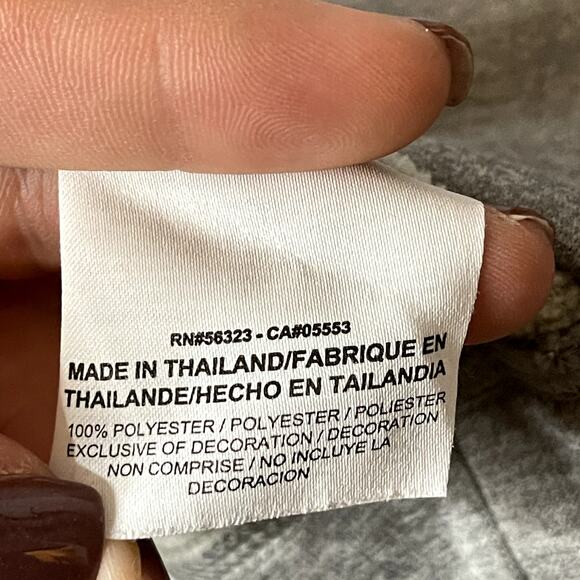 RN#56323 - CA#05553
MADE IN THAILAND/FABRIQUE EN
THAILANDE/HECHO EN TAILANDIA
100% POLYESTER / POLYESTER / POLIESTER
EXCLUSIVE OF DECORATION / DECORATION
NON COMPRISE / NO INCLUYE LA
DECORACION